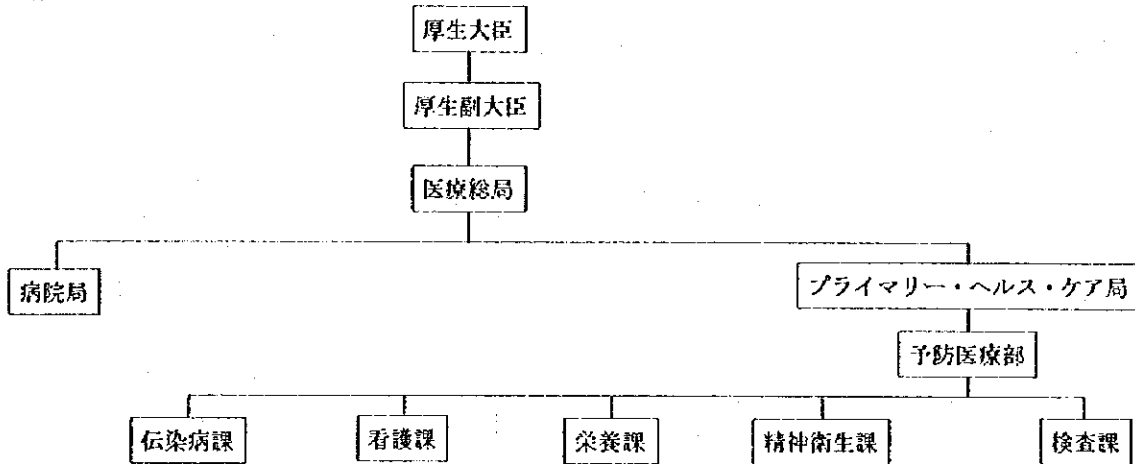 厚生大臣
厚生副大臣
医療総局
病院局
プライマリー・ヘルス・ケア局
予防医療部
伝染病課
看護課
栄養課
精神衛生課
検査課